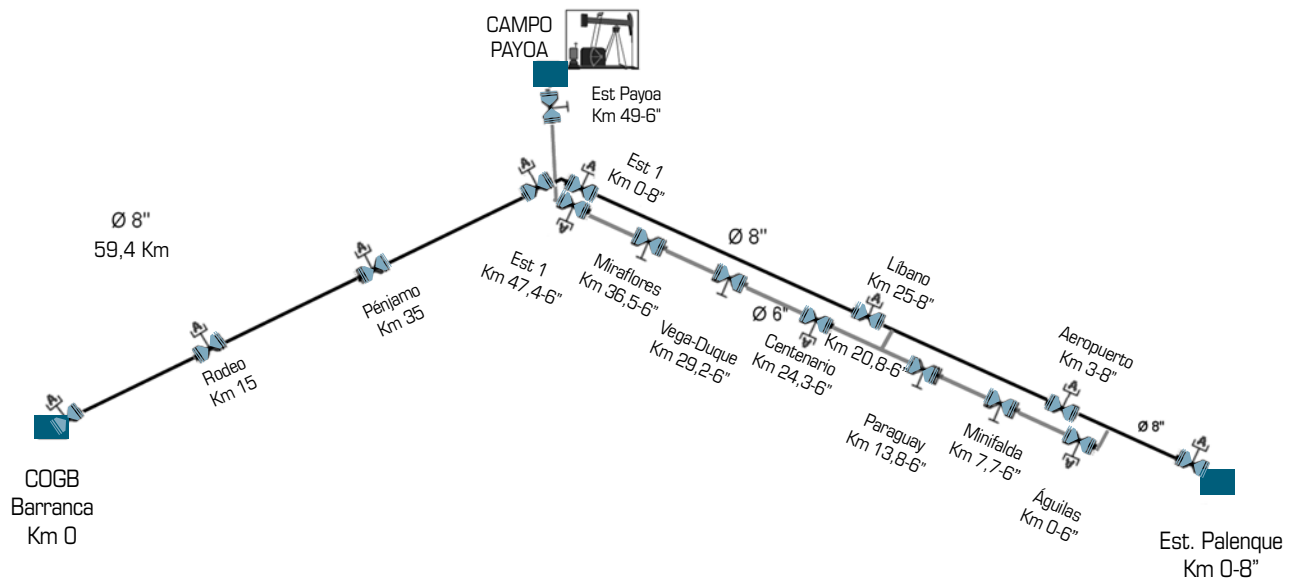 CAMPO
PAYOA
Est Payoa
Km 49-6"
Est 1
Km 0-8"
Ø 8"
59,4 Km
Ø 8"
Líbano
Km 25-8"
Pénjamo
Km 35
Est 1
Km 47,4-6"
Miraflores
Km 36,5-6"
Ø 6"
Vega-Duque
Km 29,2-6"
Centenario
Km 24,3-6"
Km 20,8-6"
Aeropuerto
Km 3-8"
Ø 8"
Rodeo
Km 15
Paraguay
Km 13,8-6"
Minifalda
Km 7,7-6"
Águilas
Km 0-6"
COGB
Barranca
Km 0
Est. Palenque
Km 0-8"
A
A
A
A
A
A
A
A
A
A
A